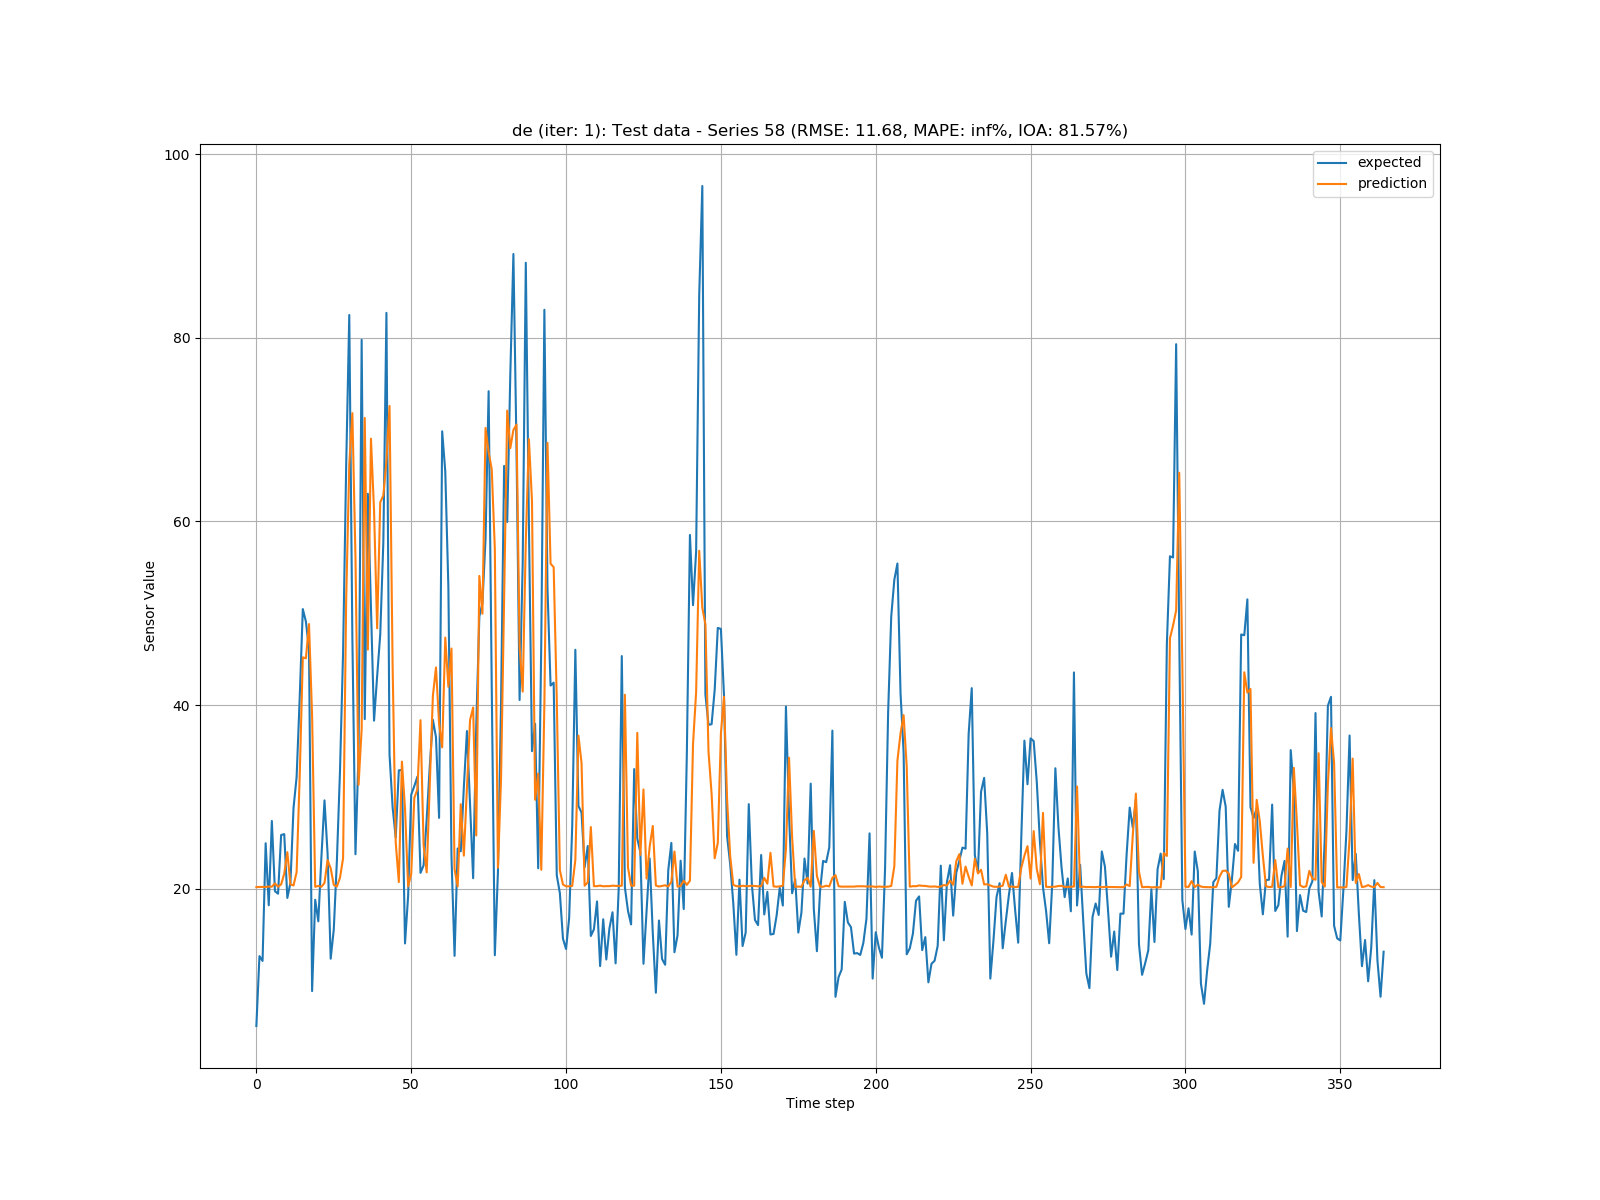 de (iter: 1): Test data - Series 58 (RMSE: 11.68, MAPE: inf%, IOA: 81.57%)
expected
prediction
100
80
60
40
20
Sensor Value
0 50 100 150 200 250 300 350
Time step